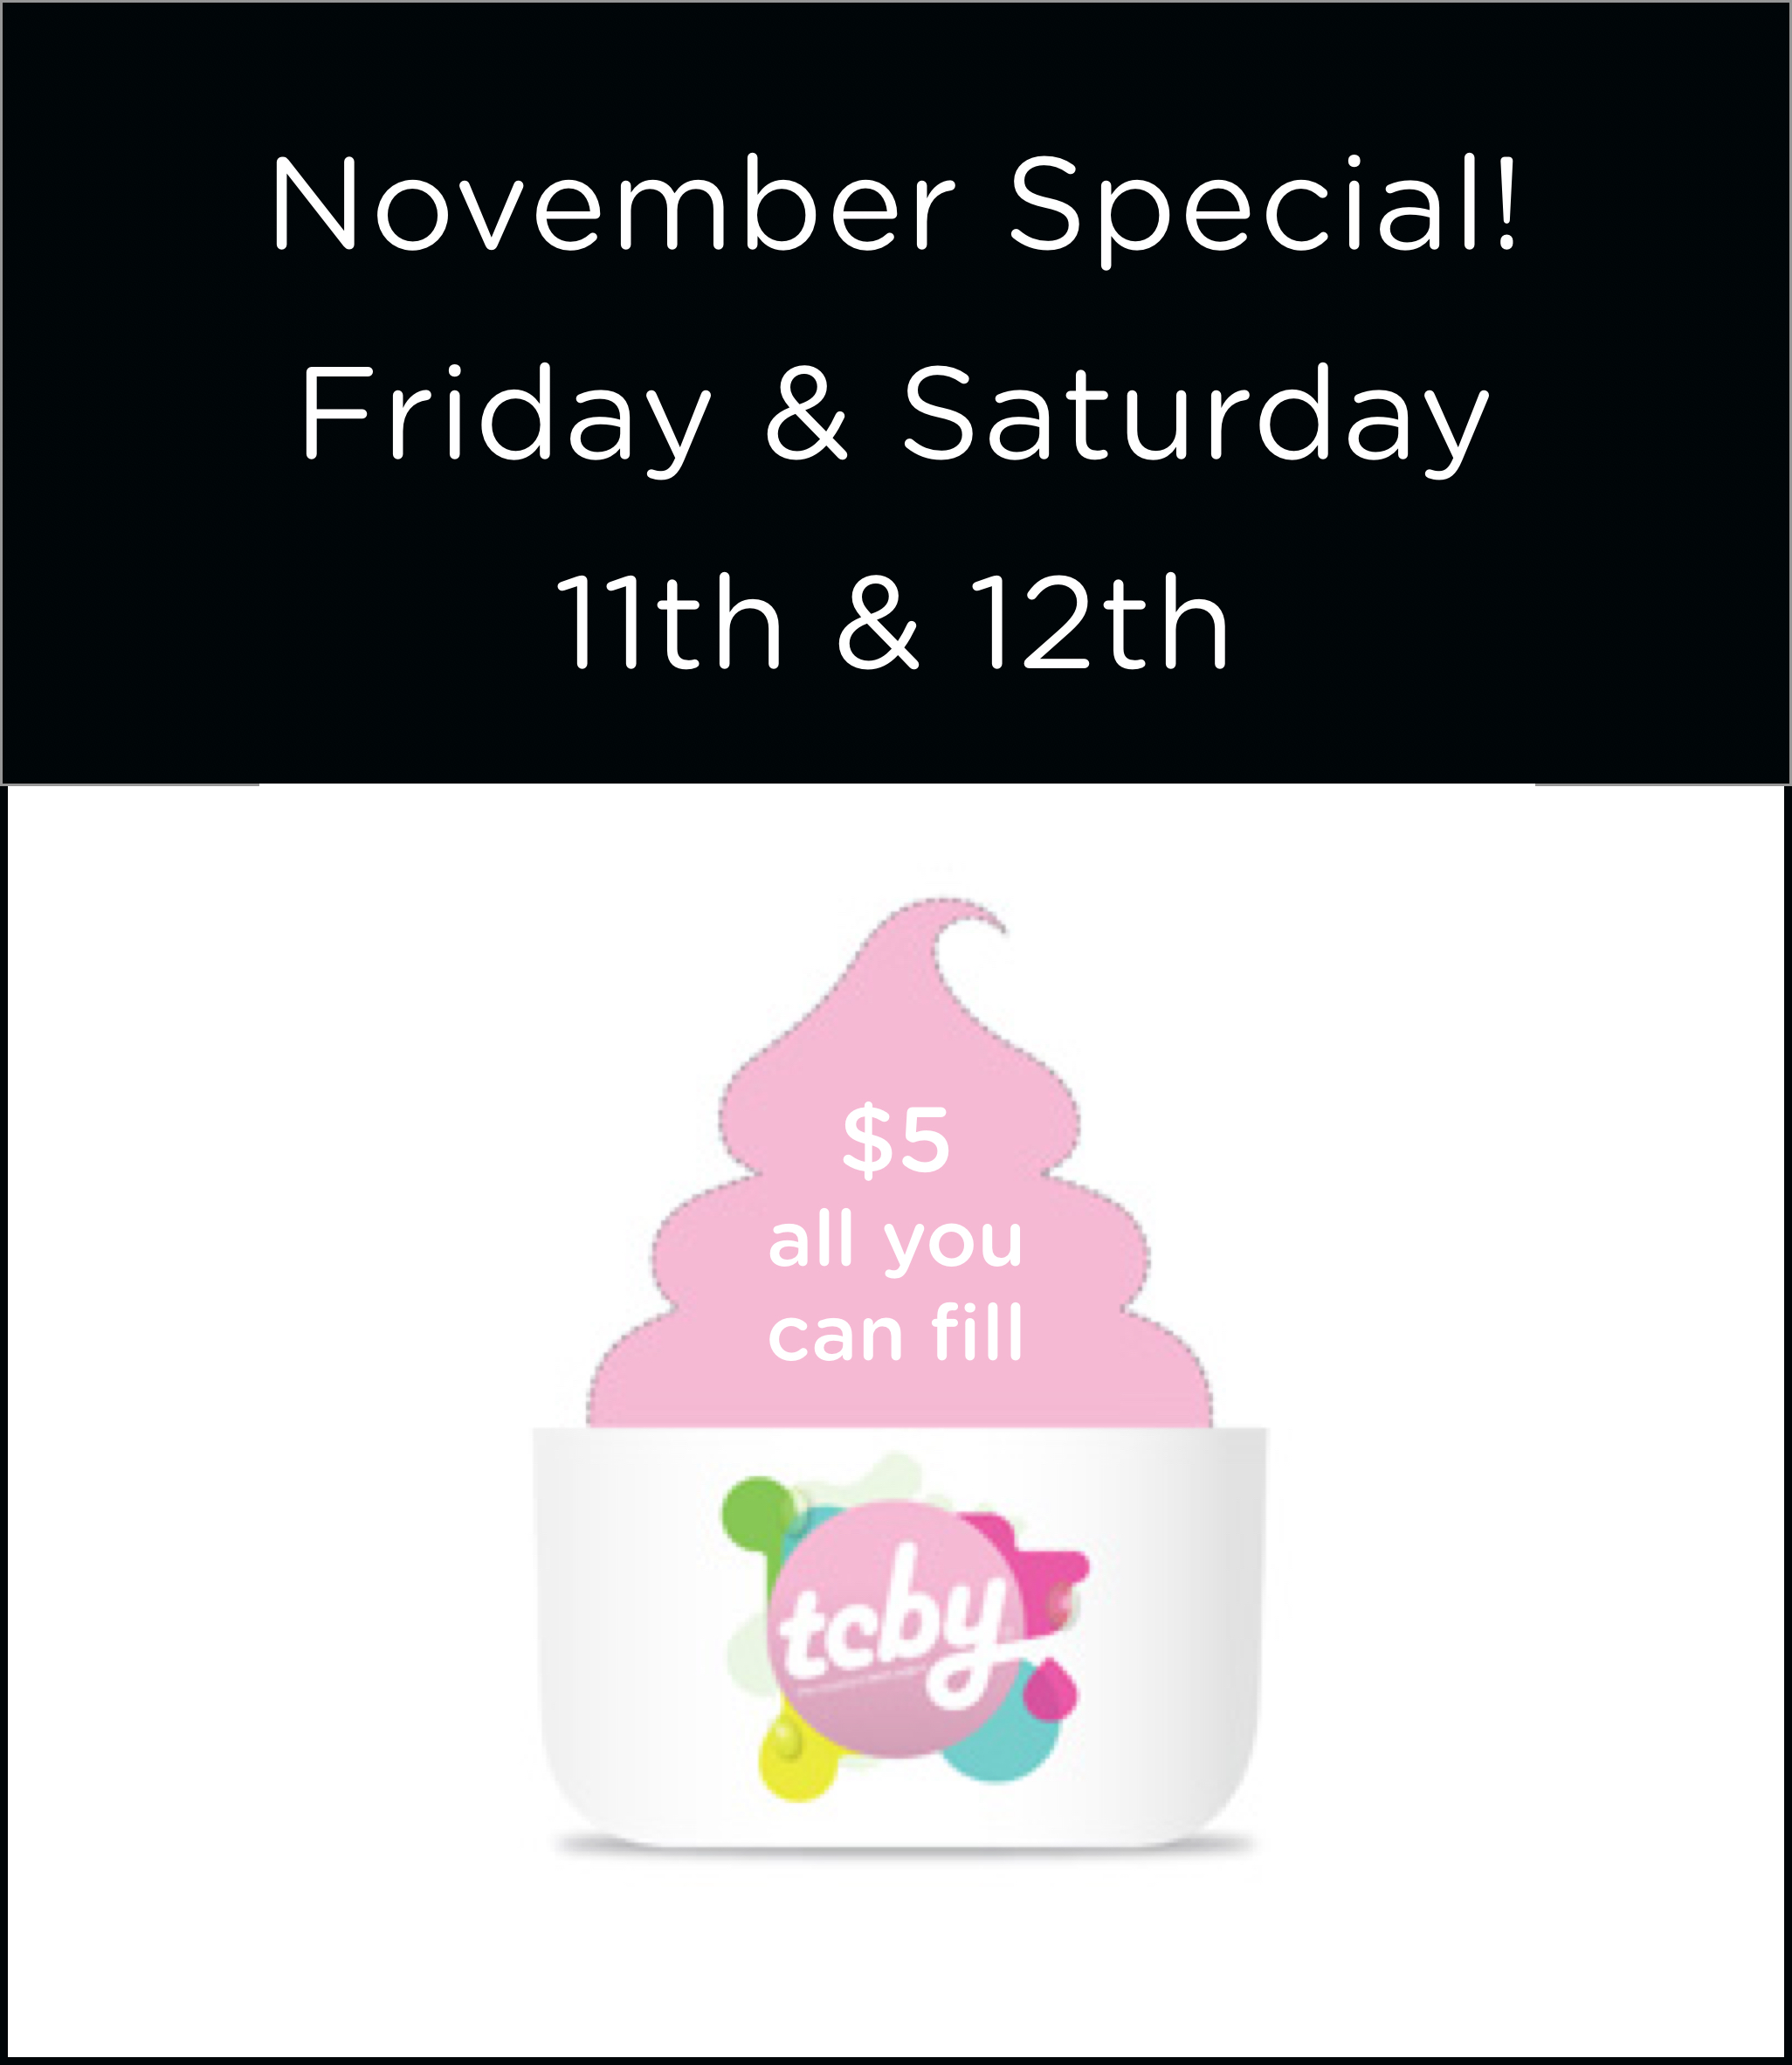 November Special!
Friday & Saturday
11th & 12th
$5
all you
can fill
tcby